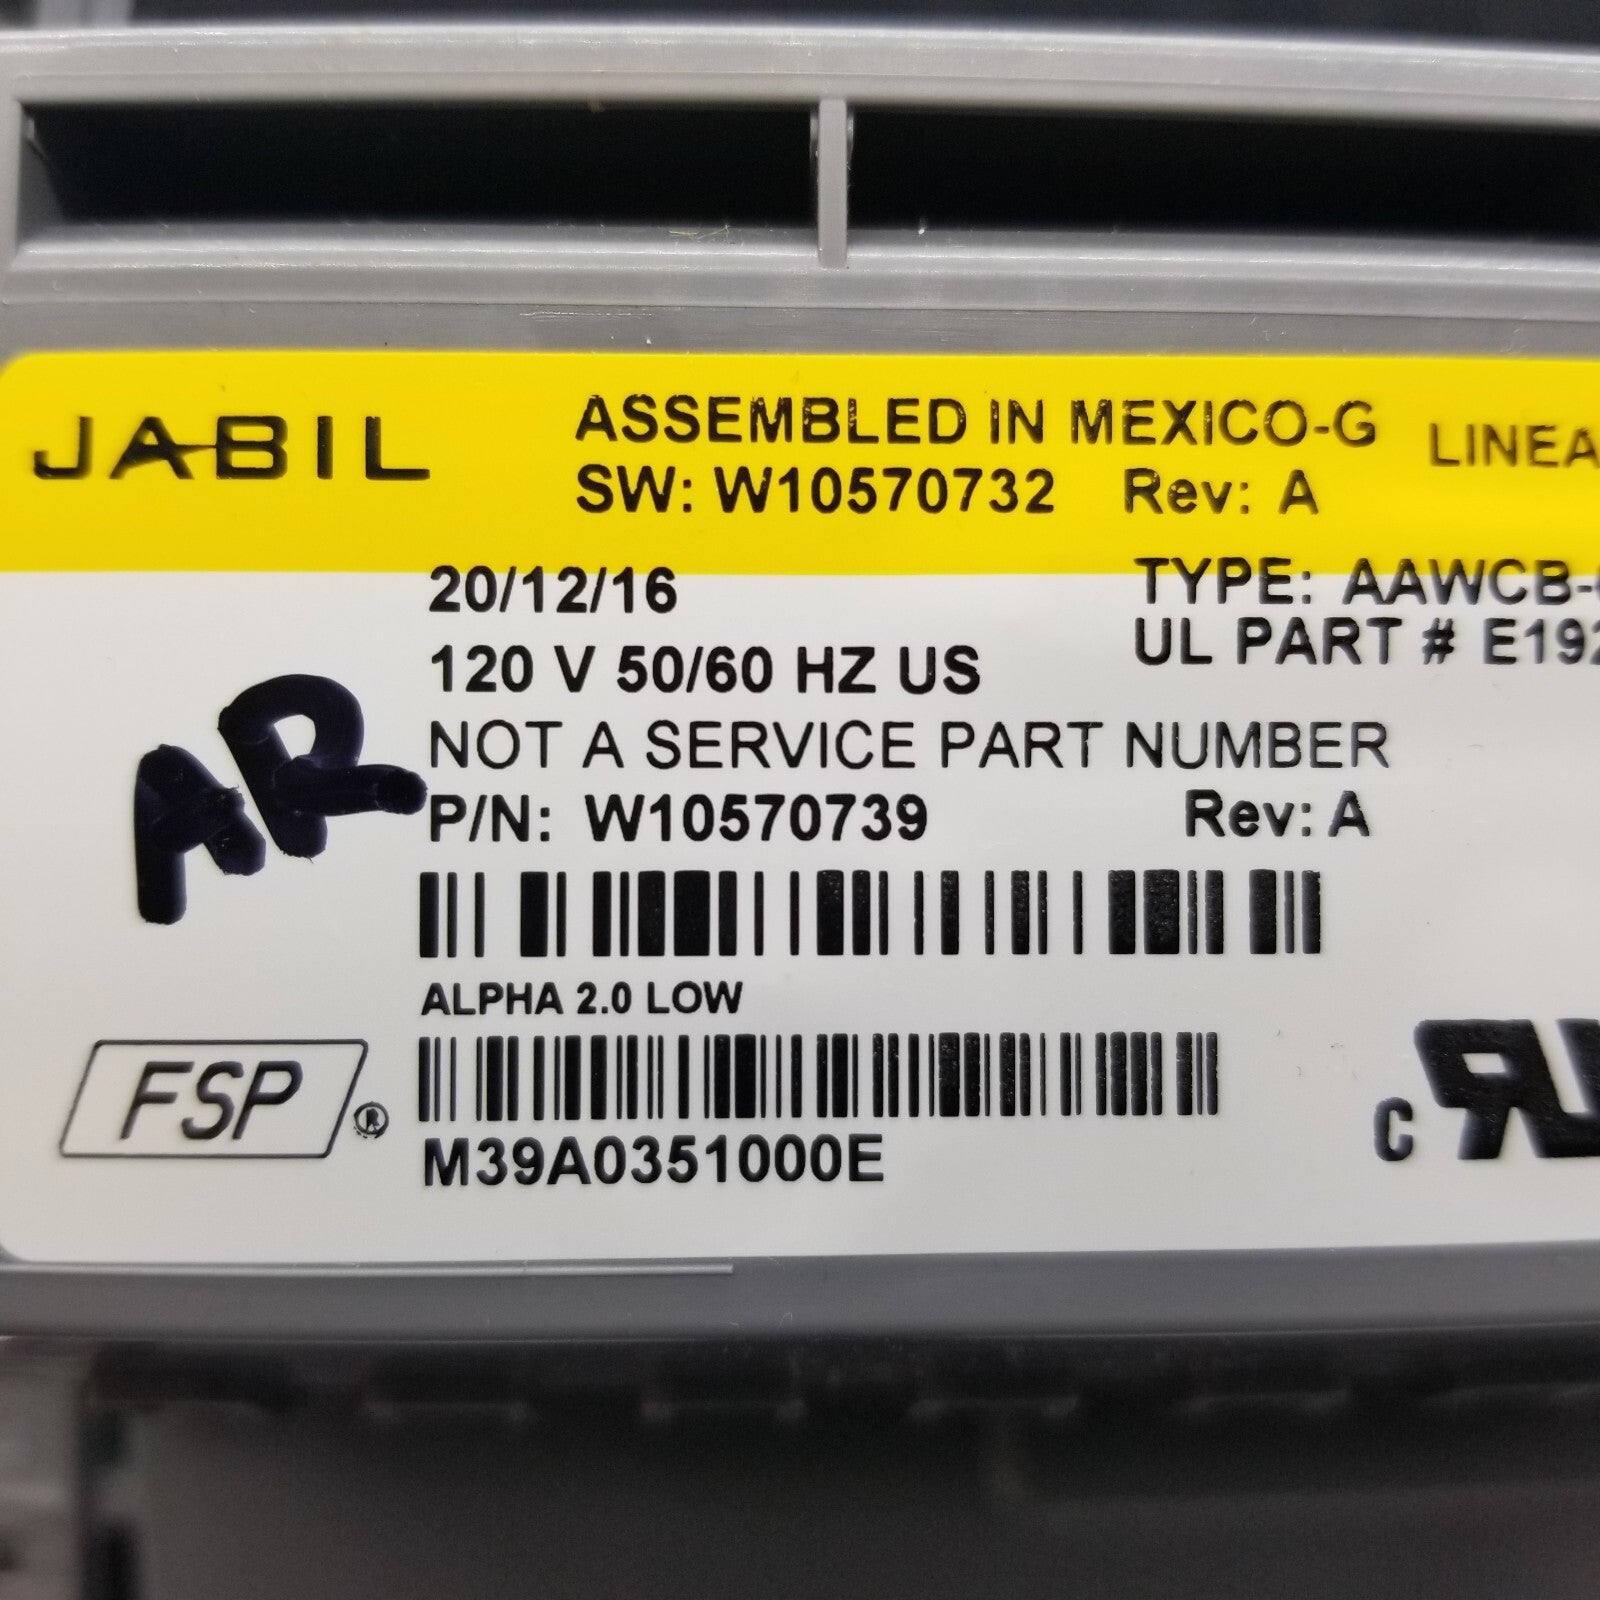 JABIL
ASSEMBLED IN MEXICO-G
SW: W10570732 Rev: A
20/12/16
TYPE: AAWCB-
120 V 50/60 HZ US
UL PART # E192
NOT A SERVICE PART NUMBER
AR
P/N: W10570739 Rev: A
ALPHA 2.0 LOW
FSP®
M39A0351000E
c